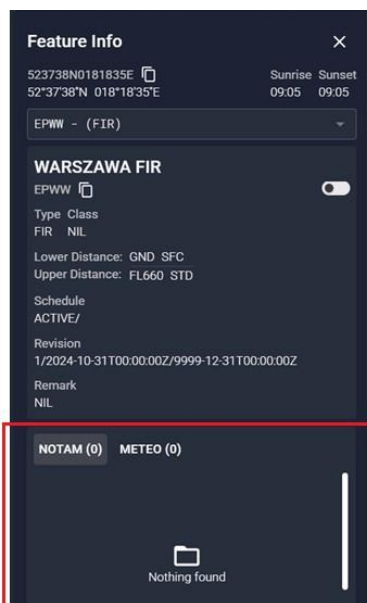 Feature Info
523738N0181835E
Sunrise Sunset
52°37'38"N 018°18'35"E
09:05 09:05
EPWW - (FIR)
WARSZAWA FIR
EPWW
Type Class
FIR NIL
Lower Distance: GND SFC
Upper Distance: FL660 STD
Schedule
ACTIVE/
Revision
1/2024-10-31T00:00:00Z/9999-12-31T00:00:00Z
Remark
NIL
NOTAM (0) METEO (0)
Nothing found